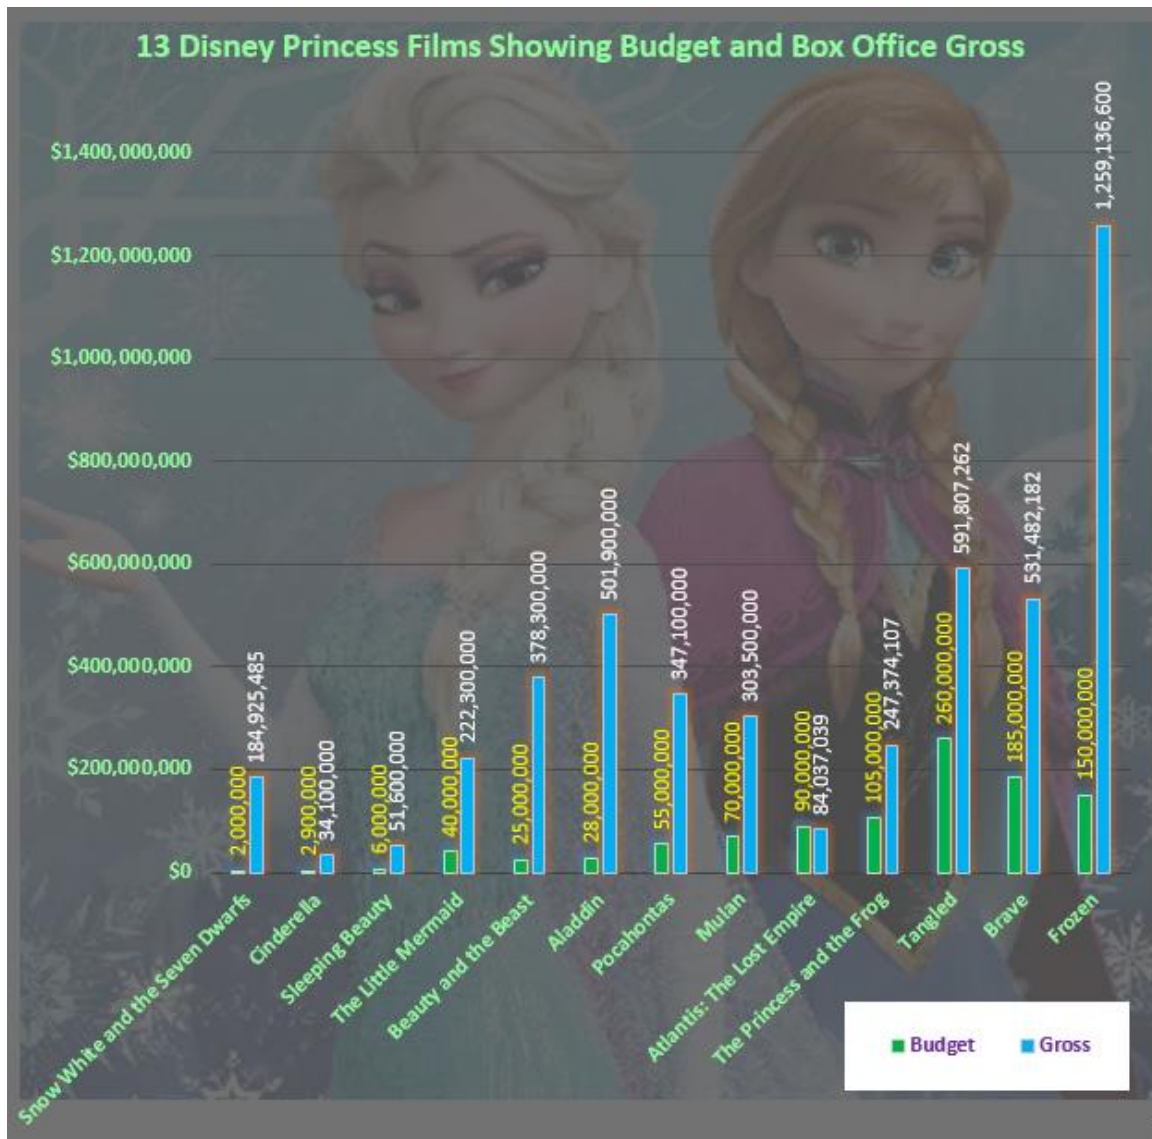 13 Disney Princess Films Showing Budget and Box Office Gross
$1,400,000,000
$1,200,000,000
$1,000,000,000
$800,000,000
$600,000,000
$400,000,000
$200,000,000
$0
2,000,000
184,925,485
2,900,000
34,100,000
6,000,000
51,600,000
40,000,000
222,300,000
25,000,000
378,300,000
28,000,000
501,900,000
55,000,000
347,100,000
70,000,000
303,500,000
90,000,000
84,037,039
105,000,000
247,374,107
260,000,000
591,807,262
185,000,000
531,482,182
150,000,000
1,259,136,600
Snow White and the Seven Dwarfs
Cinderella
Sleeping Beauty
The Little Mermaid
Beauty and the Beast
Aladdin
Pocahontas
Mulan
Atlantis: The Lost Empire
The Princess and the Frog
Tangled
Brave
Frozen
Budget
Gross